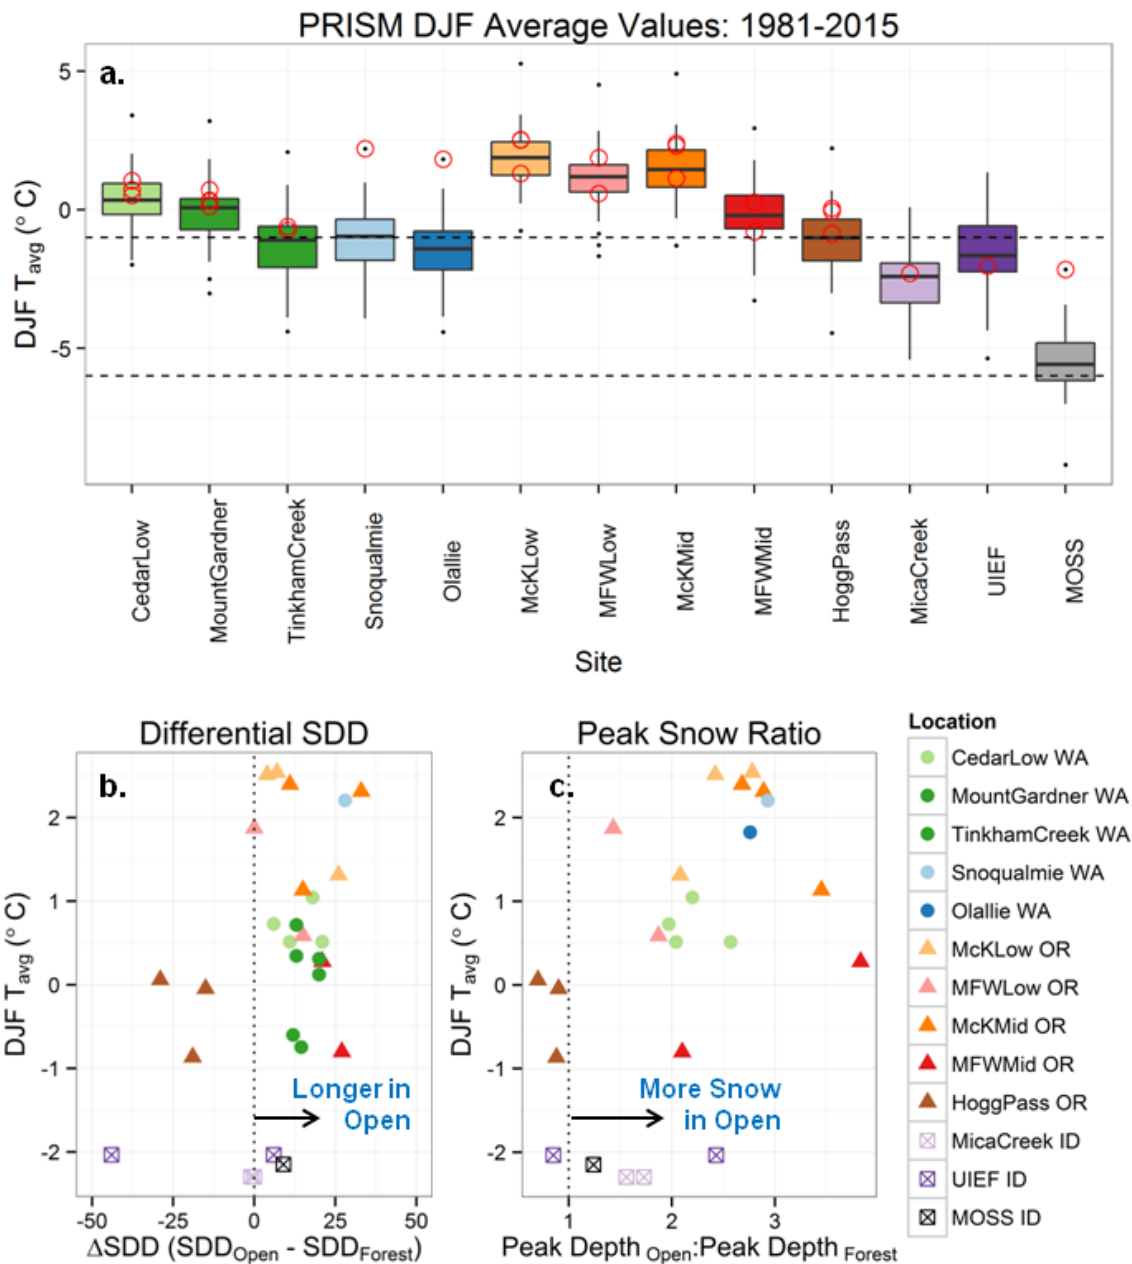 PRISM DJF Average Values: 1981-2015
a.
DJF Tavg (° C)
5
0
-5
CedarLow
MountGardner
TinkhamCreek
Snoqualmie
Olallie
McKLow
MFWLow
McKMid
MFWMid
HoggPass
MicaCreek
UIEF
MOSS
Site
Differential SDD
b.
DJF Tavg (° C)
2
1
0
-1
-2
Longer in
Open
-50
-25
0
25
50
ΔSDD (SDDOpen - SDDForest)
Peak Snow Ratio
c.
DJF Tavg (° C)
2
1
0
-1
-2
More Snow
in Open
1
2
3
Peak Depth Open:Peak Depth Forest
Location
CedarLow WA
MountGardner WA
TinkhamCreek WA
Snoqualmie WA
Olallie WA
McKLow OR
MFWLow OR
McKMid OR
MFWMid OR
HoggPass OR
MicaCreek ID
UIEF ID
MOSS ID